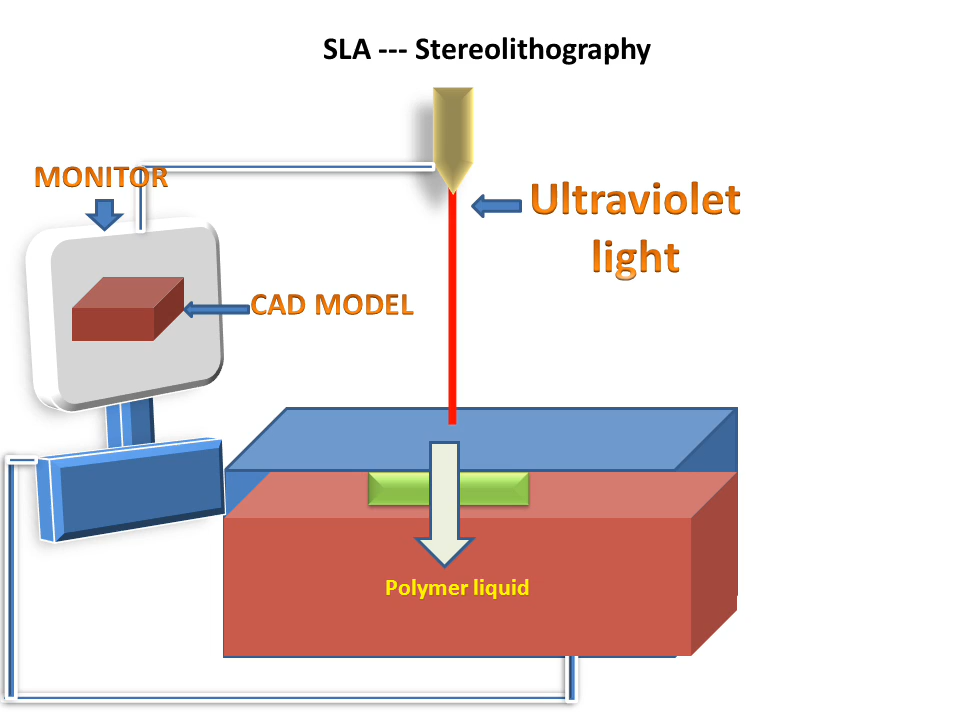 SLA --- Stereolithography
MONITOR
Ultraviolet
light
CAD MODEL
Polymer liquid